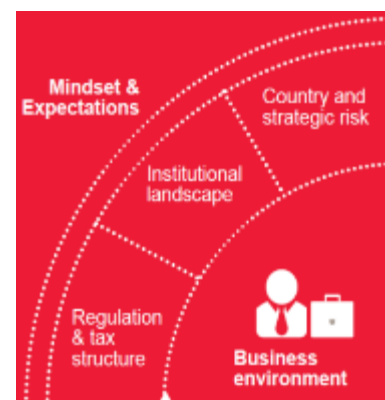 Mindset &
Expectations
Country and
strategic risk
Institutional
landscape
Regulation
& tax
structure
Business
environment